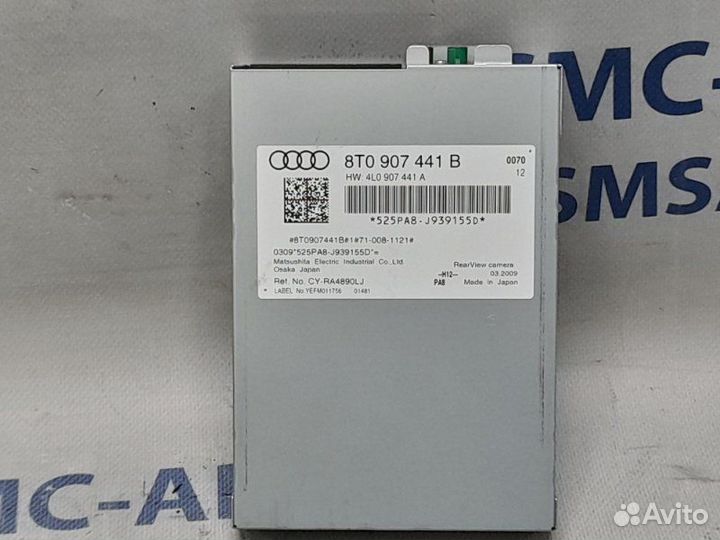 SMC-
SMSA
8T0 907 441 B
0070
HW: 4L0 907 441 A
12
*525PA8-J939155D*
#8T0907441B#1#71-008-1121#
0309*525PA8-J939155D*=
Matsushita Electric Industrial Co.,Ltd.
Osaka Japan
RearView camera
--H12--
03.2009
Ref. No. CY-RA4890LJ
PA8
Made in Japan
LABEL No.YEFM011756 01481
MC-A
Avito